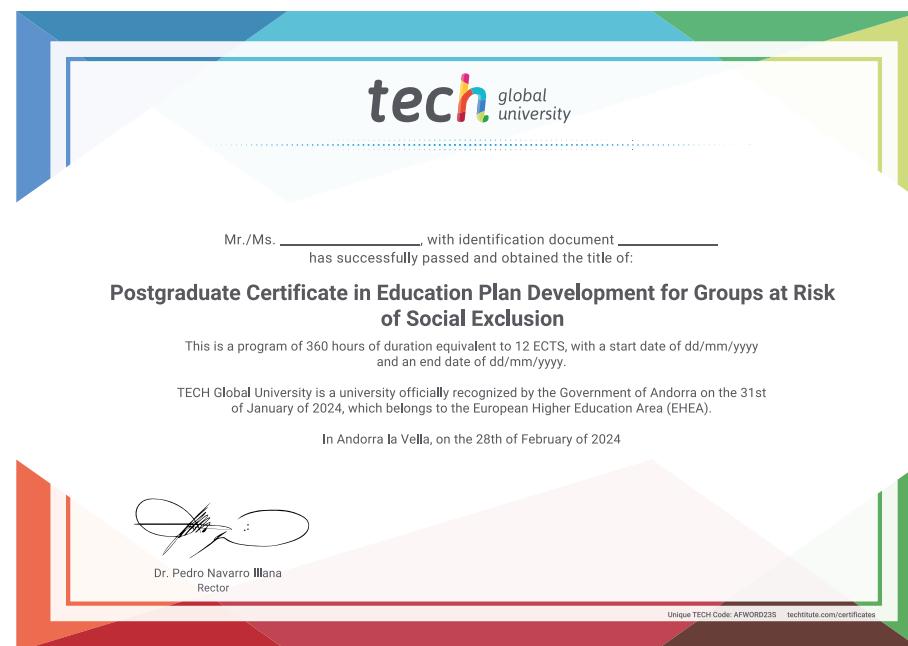 tech global
university
Mr./Ms. ____________, with identification document ____________
has successfully passed and obtained the title of:
Postgraduate Certificate in Education Plan Development for Groups at Risk
of Social Exclusion
This is a program of 360 hours of duration equivalent to 12 ECTS, with a start date of dd/mm/yyyy
and an end date of dd/mm/yyyy.
TECH Global University is a university officially recognized by the Government of Andorra on the 31st
of January of 2024, which belongs to the European Higher Education Area (EHEA).
In Andorra la Vella, on the 28th of February of 2024
Dr. Pedro Navarro Illana
Rector
Unique TECH Code: AFWORD23S techtitute.com/certificates